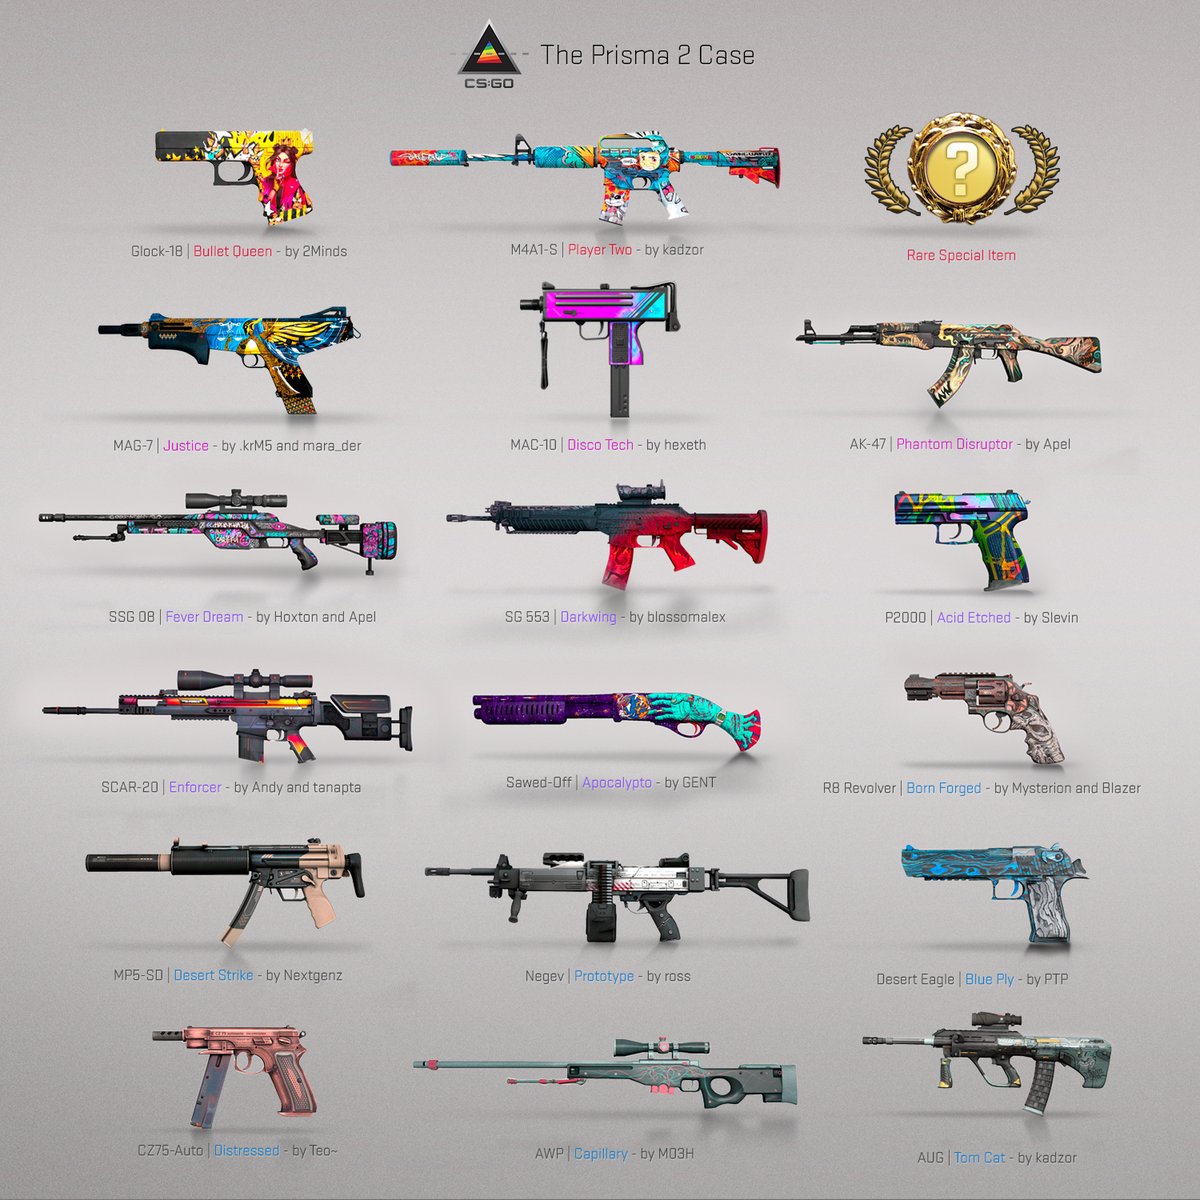 The Prisma 2 Case
CS:GO
Glock-18 | Bullet Queen - by 2Minds
M4A1-S | Player Two - by kadzor
?
Rare Special Item
MAG-7 | Justice - by .krM5 and mara_der
MAC-10 | Disco Tech - by hexeth
AK-47 | Phantom Disruptor - by Apel
SSG 08 | Fever Dream - by Hoxton and Apel
SG 553 | Darkwing - by blossomalex
P2000 | Acid Etched - by Slevin
SCAR-20 | Enforcer - by Andy and tanapta
Sawed-Off | Apocalypto - by GENT
R8 Revolver | Born Forged - by Mysterion and Blazer
MP5-SD | Desert Strike - by Nextgenz
Negev | Prototype - by ross
Desert Eagle | Blue Ply - by PTP
CZ75-Auto | Distressed - by Teo~
AWP | Capillary - by M03H
AUG | Tom Cat - by kadzor